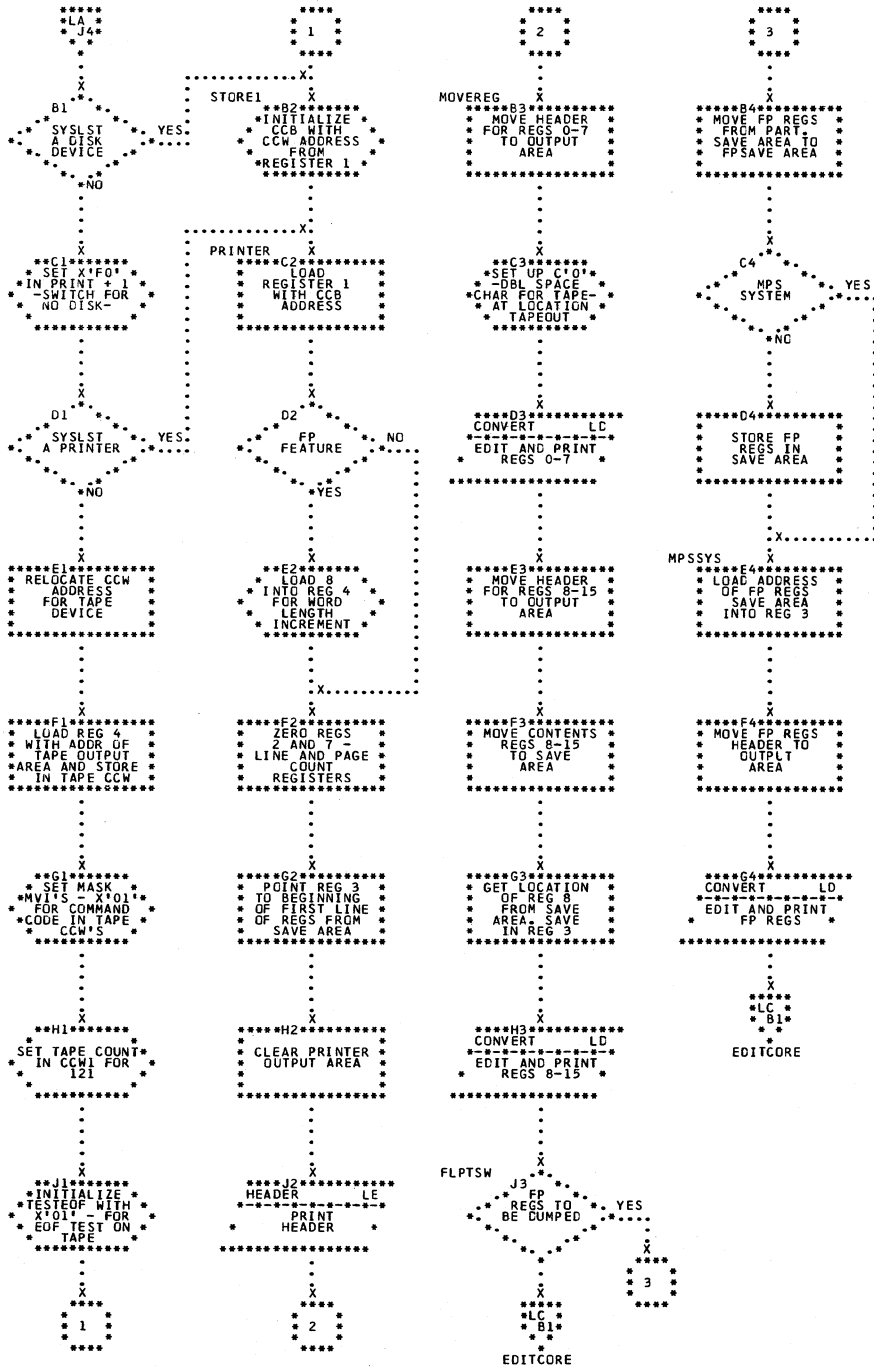 LA
J4
B1
SYSLST
A DISK
DEVICE
YES
NO
C1
SET X'F0'
IN PRINT + 1
-SWITCH FOR
NO DISK-
D1
SYSLST
A PRINTER
YES
NO
E1
RELOCATE CCW
ADDRESS
FOR TAPE
DEVICE
F1
LOAD REG 4
WITH ADDR OF
TAPE OUTPUT
AREA AND STORE
IN TAPE CCW
G1
SET MASK
MVI'S - X'01'
FOR COMMAND
CODE IN TAPE
CCW'S
H1
SET TAPE COUNT
IN CCW1 FOR
121
J1
INITIALIZE
TESTEOF WITH
X'01' - FOR
EOF TEST ON
TAPE
1
1
STORE1
B2
INITIALIZE
CCB WITH
CCW ADDRESS
FROM
REGISTER 1
PRINTER
C2
LOAD
REGISTER 1
WITH CCB
ADDRESS
D2
FP
FEATURE
NO
YES
E2
LOAD 8
INTO REG 4
FOR WORD
LENGTH
INCREMENT
F2
ZERO REGS
2 AND 7 -
LINE AND PAGE
COUNT
REGISTERS
G2
POINT REG 3
TO BEGINNING
OF FIRST LINE
OF REGS FROM
SAVE AREA
H2
CLEAR PRINTER
OUTPUT AREA
J2
HEADER LE
PRINT
HEADER
2
2
MOVEREG
B3
MOVE HEADER
FOR REGS 0-7
TO OUTPUT
AREA
C3
SET UP C'0'
-DBL SPACE
CHAR FOR TAPE-
AT LOCATION
TAPEOUT
D3
CONVERT LD
EDIT AND PRINT
REGS 0-7
E3
MOVE HEADER
FOR REGS 8-15
TO OUTPUT
AREA
F3
MOVE CONTENTS
REGS 8-15
TO SAVE
AREA
G3
GET LOCATION
OF REG 8
FROM SAVE
AREA. SAVE
IN REG 3
H3
CONVERT LD
EDIT AND PRINT
REGS 8-15
FLPTSW
J3
FP
REGS TO
BE DUMPED
YES
3
LC
B1
EDITCORE
3
B4
MOVE FP REGS
FROM PART.
SAVE AREA TO
FPSAVE AREA
C4
MPS
SYSTEM
YES
NO
D4
STORE FP
REGS IN
SAVE AREA
MPSSYS
E4
LOAD ADDRESS
OF FP REGS
SAVE AREA
INTO REG 3
F4
MOVE FP REGS
HEADER TO
OUTPUT
AREA
G4
CONVERT LD
EDIT AND PRINT
FP REGS
LC
B1
EDITCORE